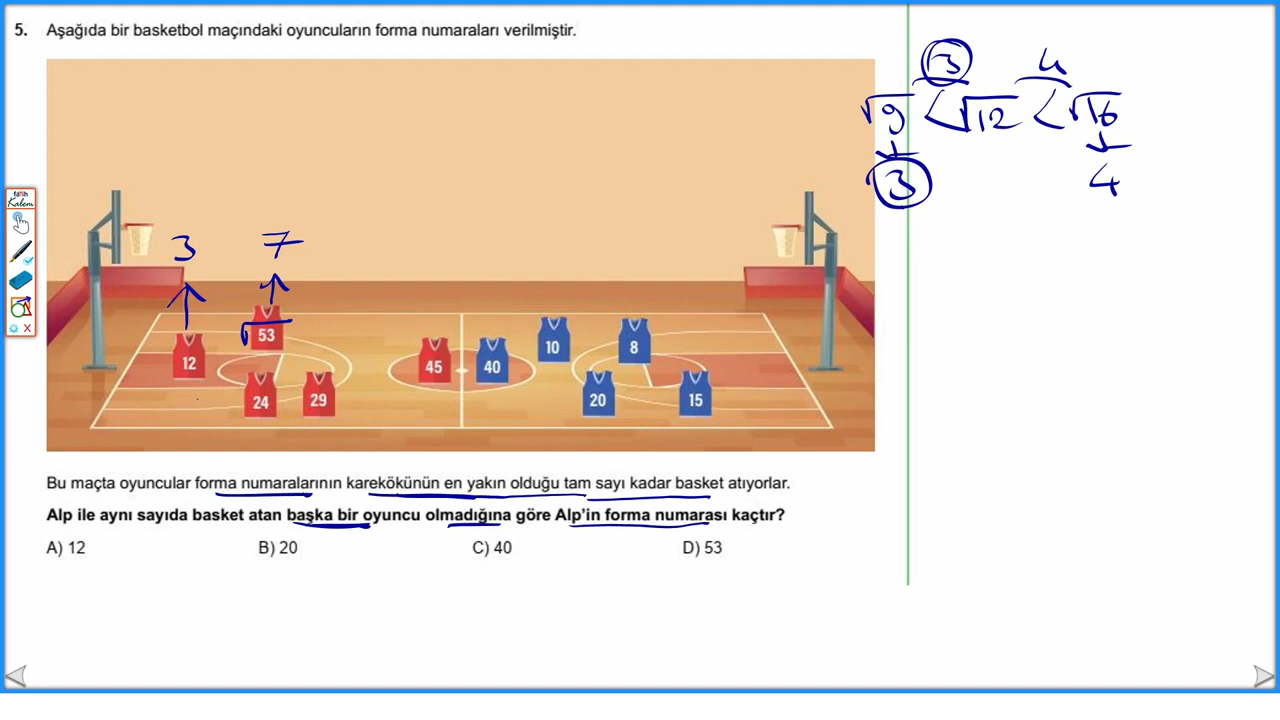 5. Aşağıda bir basketbol maçındaki oyuncuların forma numaraları verilmiştir.
3 4
√9 < √12 < √16
3 4
fatih
Kalem
3 7
53
12
24
29
45
40
10
8
20
15
Bu maçta oyuncular forma numaralarının karekökünün en yakın olduğu tam sayı kadar basket atıyorlar.
Alp ile aynı sayıda basket atan başka bir oyuncu olmadığına göre Alp'in forma numarası kaçtır?
A) 12 B) 20 C) 40 D) 53